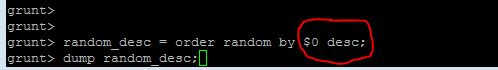 grunt>
grunt>
grunt> random_desc = order random by $0 desc;
grunt> dump random_desc;